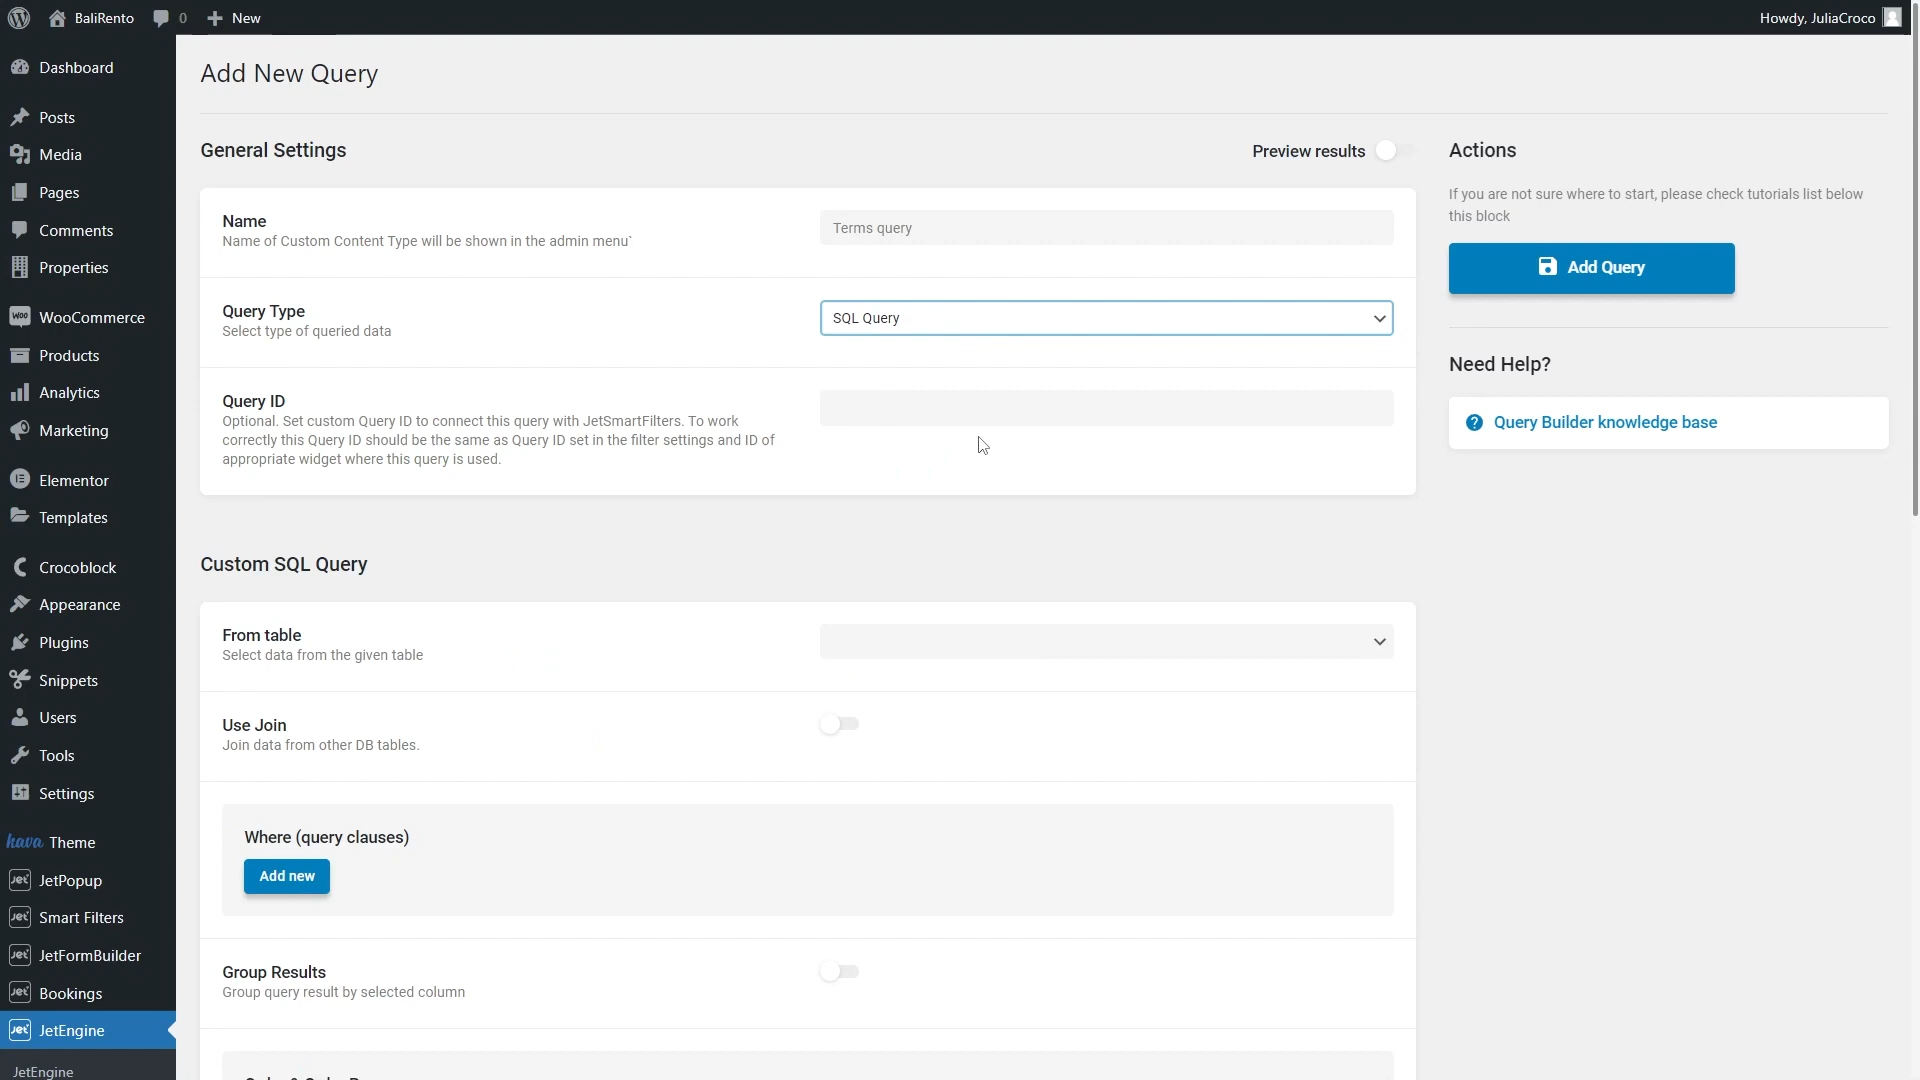 BaliRento
0
New
Howdy, JuliaCroco
Dashboard
Posts
Media
Pages
Comments
Properties
WooCommerce
Products
Analytics
Marketing
Elementor
Templates
Crocoblock
Appearance
Plugins
Snippets
Users
Tools
Settings
kava Theme
JetPopup
Smart Filters
JetFormBuilder
Bookings
JetEngine
JetEngine
Add New Query
General Settings
Preview results
Name
Name of Custom Content Type will be shown in the admin menu`
Terms query
Query Type
Select type of queried data
SQL Query
Query ID
Optional. Set custom Query ID to connect this query with JetSmartFilters. To work
correctly this Query ID should be the same as Query ID set in the filter settings and ID of
appropriate widget where this query is used.
Custom SQL Query
From table
Select data from the given table
Use Join
Join data from other DB tables.
Where (query clauses)
Add new
Group Results
Group query result by selected column
Actions
If you are not sure where to start, please check tutorials list below
this block
Add Query
Need Help?
Query Builder knowledge base